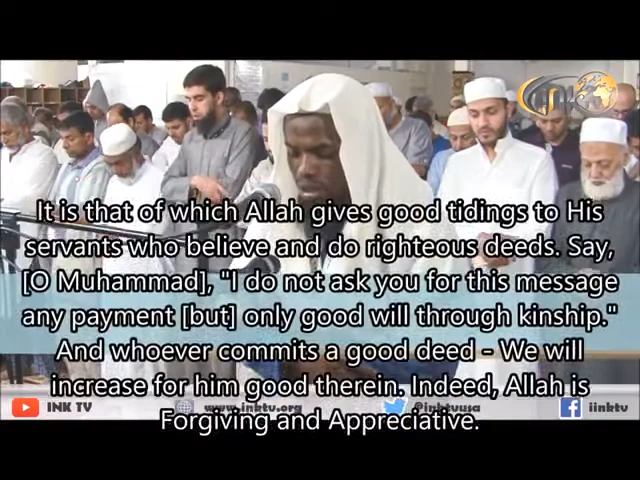 INK
It is that of which Allah gives good tidings to His
servants who believe and do righteous deeds. Say,
[O Muhammad], "I do not ask you for this message
any payment [but] only good will through kinship."
And whoever commits a good deed - We will
increase for him good therein. Indeed, Allah is
INK TV www.inktv.org @inktvusa iinktv
Forgiving and Appreciative.